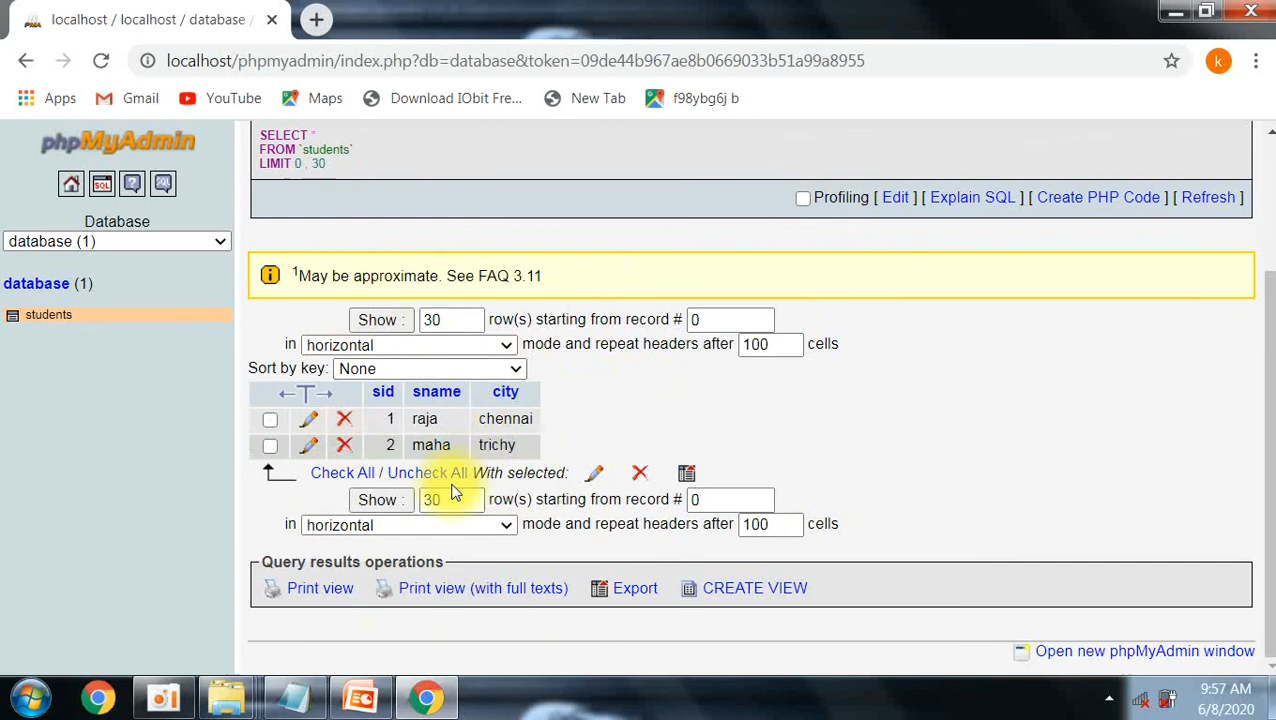 localhost / localhost / database
localhost/phpmyadmin/index.php?db=database&token=09de44b967ae8b0669033b51a99a8955
k
Apps Gmail YouTube Maps Download IObit Fre... New Tab f98ybg6j b
phpMyAdmin
SQL
Database
database (1)
database (1)
students
SELECT *
FROM `students`
LIMIT 0 , 30
Profiling [ Edit ] [ Explain SQL ] [ Create PHP Code ] [ Refresh ]
1May be approximate. See FAQ 3.11
Show : 30 row(s) starting from record # 0
in horizontal mode and repeat headers after 100 cells
Sort by key: None
←T→ sid sname city
1 raja chennai
2 maha trichy
Check All / Uncheck All With selected:
Show : 30 row(s) starting from record # 0
in horizontal mode and repeat headers after 100 cells
Query results operations
Print view Print view (with full texts) Export CREATE VIEW
Open new phpMyAdmin window
9:57 AM
6/8/2020